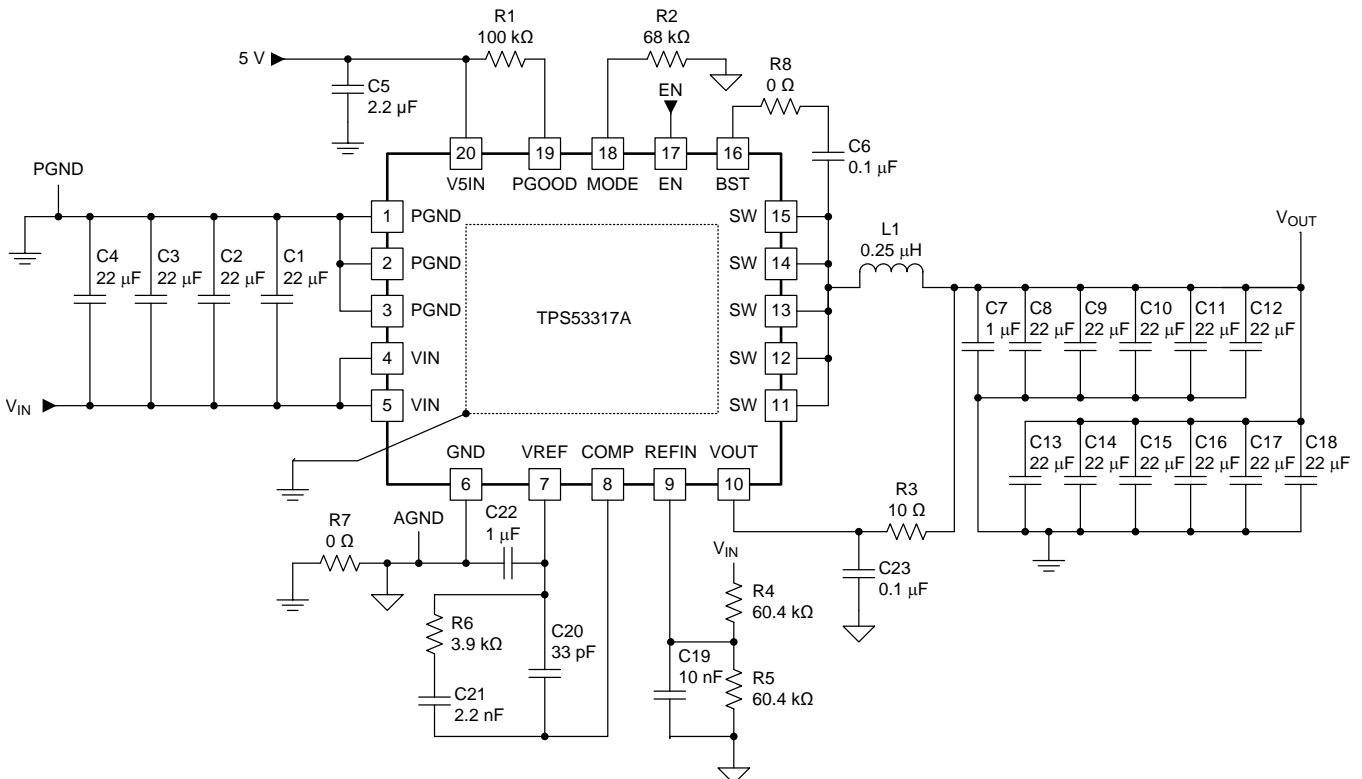 R1
100 kΩ
R2
68 kΩ
5 V
C5
2.2 µF
EN
R8
0 Ω
C6
0.1 µF
20
19
18
17
16
V5IN
PGOOD
MODE
EN
BST
PGND
1
PGND
2
PGND
3
PGND
4
VIN
5
VIN
C4
22 µF
C3
22 µF
C2
22 µF
C1
22 µF
VIN
TPS53317A
SW
15
SW
14
SW
13
SW
12
SW
11
L1
0.25 µH
VOUT
C7
1 µF
C8
22 µF
C9
22 µF
C10
22 µF
C11
22 µF
C12
22 µF
C13
22 µF
C14
22 µF
C15
22 µF
C16
22 µF
C17
22 µF
C18
22 µF
GND
VREF
COMP
REFIN
VOUT
6
7
8
9
10
R3
10 Ω
C23
0.1 µF
AGND
C22
1 µF
R7
0 Ω
R6
3.9 kΩ
C21
2.2 nF
C20
33 pF
VIN
R4
60.4 kΩ
C19
10 nF
R5
60.4 kΩ